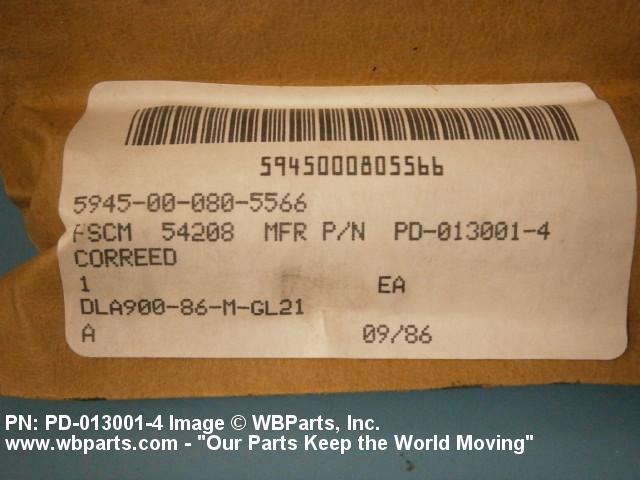 5945000805566
5945-00-080-5566
FSCM 54208 MFR P/N PD-013001-4
CORREED
1 EA
DLA900-86-M-GL21
A 09/86
PN: PD-013001-4 Image © WBParts, Inc.
www.wbparts.com - "Our Parts Keep the World Moving"